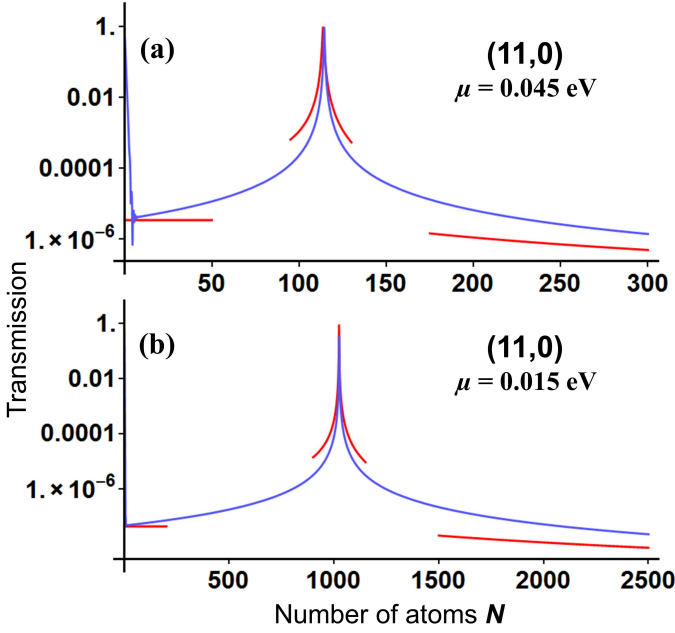 1.
(a)
(11,0)
μ = 0.045 eV
0.01
0.0001
1. × 10⁻⁶
50 100 150 200 250 300
Transmission
1.
(b)
(11,0)
μ = 0.015 eV
0.01
0.0001
1. × 10⁻⁶
500 1000 1500 2000 2500
Number of atoms N